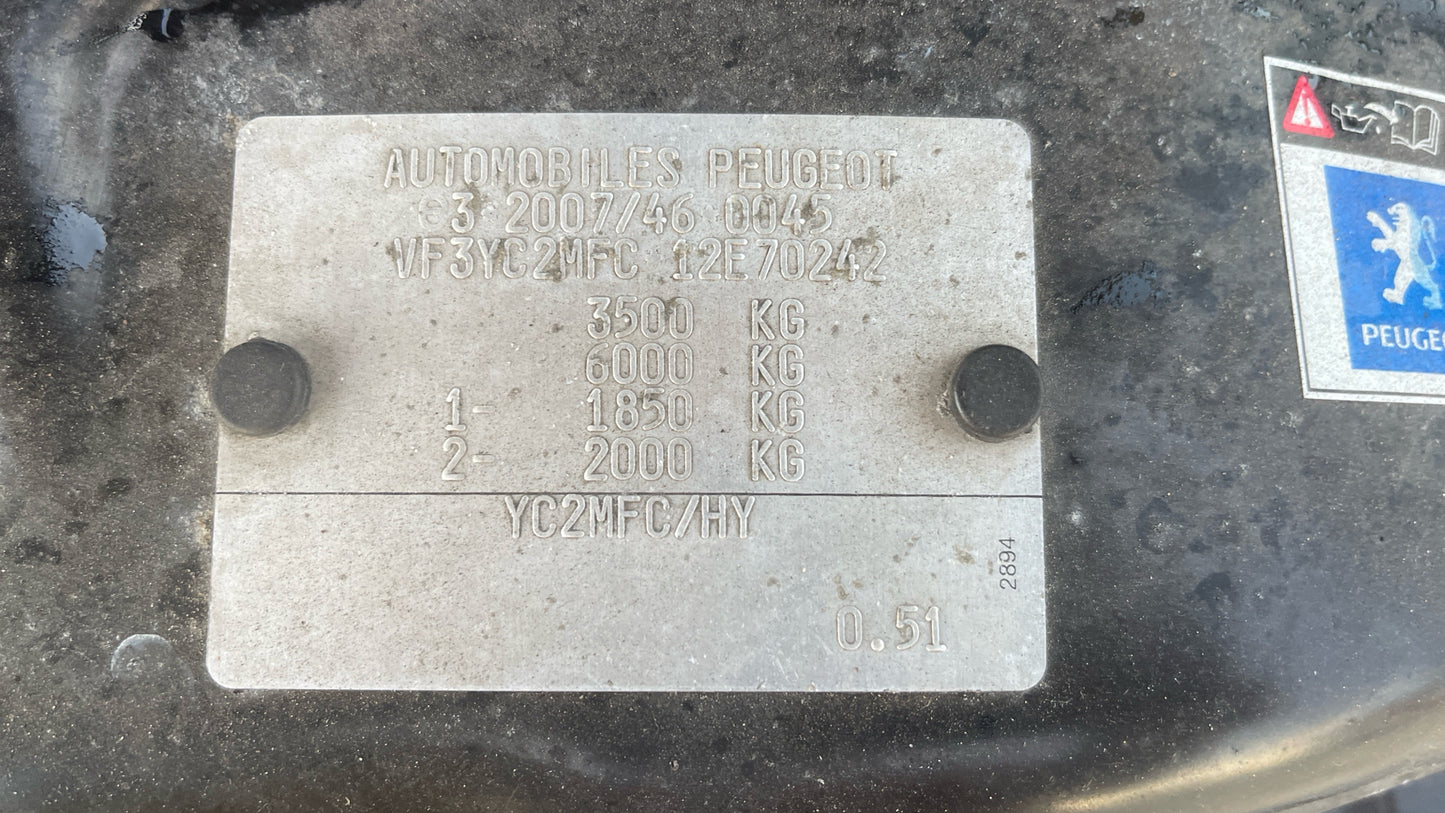 AUTOMOBILES PEUGEOT
e3*2007/46*0045
VF3YC2MFC 12E70242
3500 KG
6000 KG
1- 1850 KG
2- 2000 KG
YC2MFC/HY
2894
0.51
PEUGEO